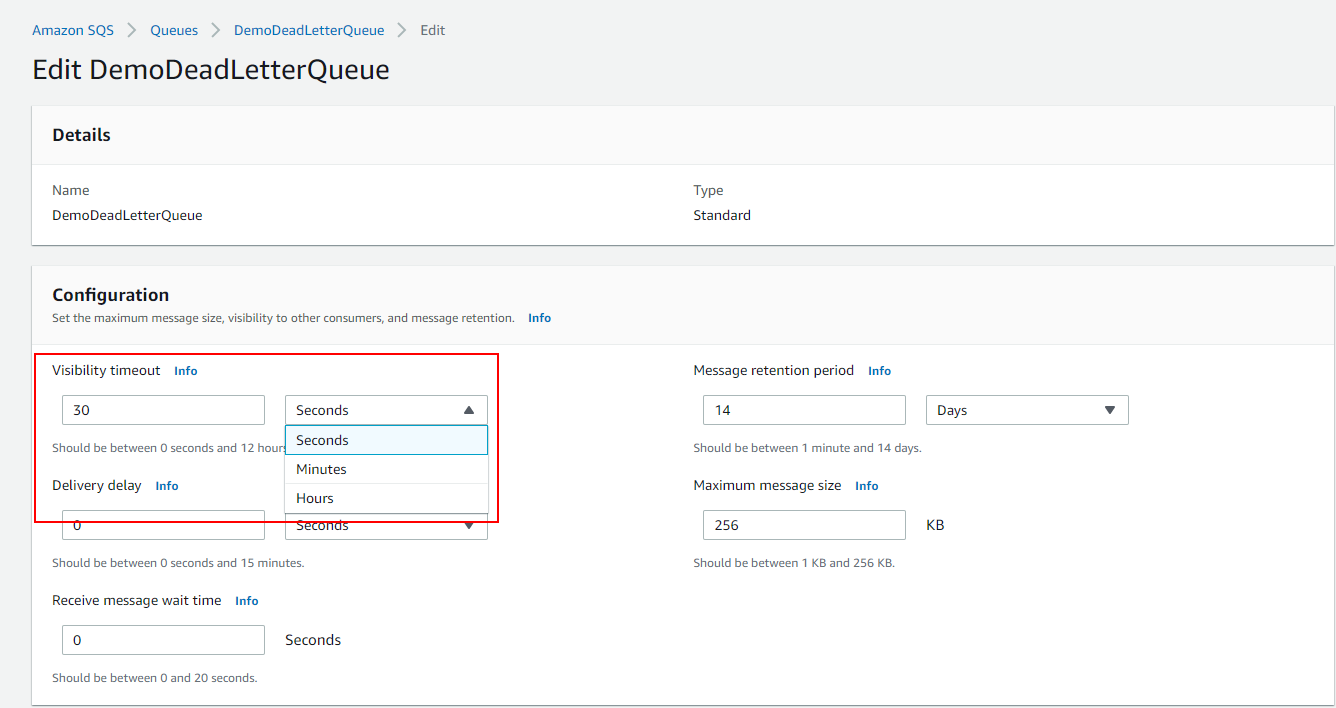 Amazon SQS > Queues > DemoDeadLetterQueue > Edit
Edit DemoDeadLetterQueue
Details
Name
DemoDeadLetterQueue
Type
Standard
Configuration
Set the maximum message size, visibility to other consumers, and message retention. Info
Visibility timeout Info
30 Seconds
Seconds
Minutes
Hours
Should be between 0 seconds and 12 hours
Message retention period Info
14 Days
Should be between 1 minute and 14 days.
Delivery delay Info
0 Seconds
Should be between 0 seconds and 15 minutes.
Maximum message size Info
256 KB
Should be between 1 KB and 256 KB.
Receive message wait time Info
0 Seconds
Should be between 0 and 20 seconds.